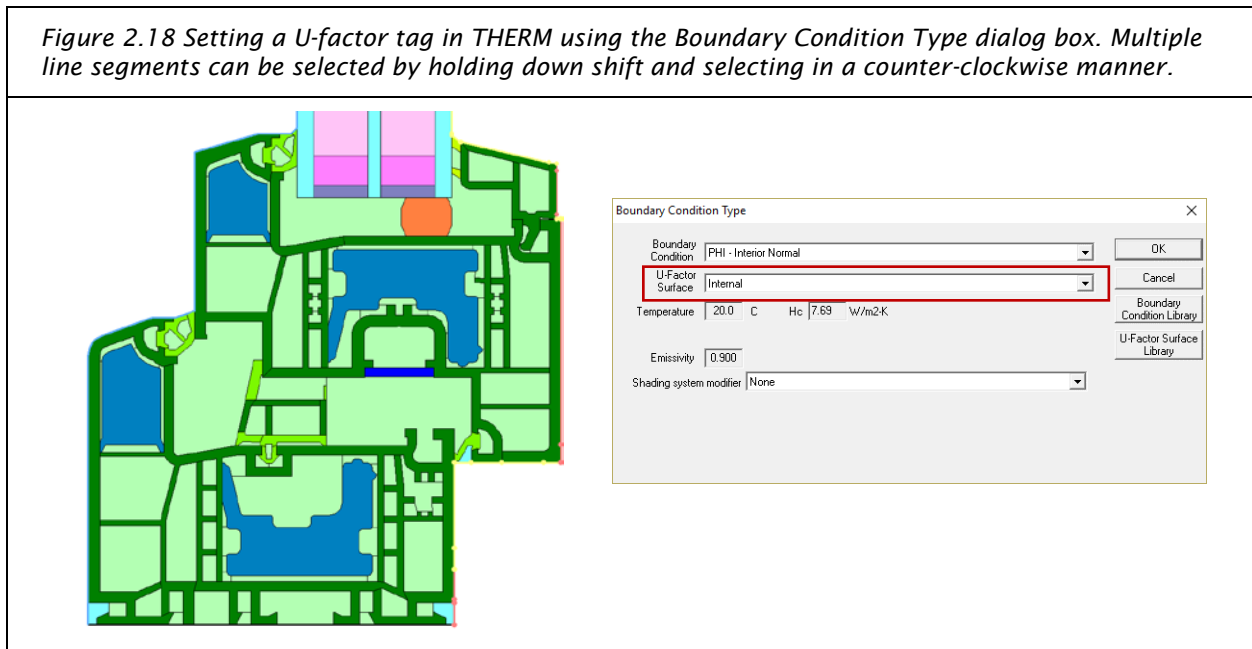 Figure 2.18 Setting a U-factor tag in THERM using the Boundary Condition Type dialog box. Multiple
line segments can be selected by holding down shift and selecting in a counter-clockwise manner.
Boundary Condition Type
Boundary
Condition
PHI - Interior Normal
OK
U-Factor
Surface
Internal
Cancel
Temperature 20.0 C Hc 7.69 W/m2-K
Boundary
Condition Library
U-Factor Surface
Library
Emissivity 0.900
Shading system modifier None